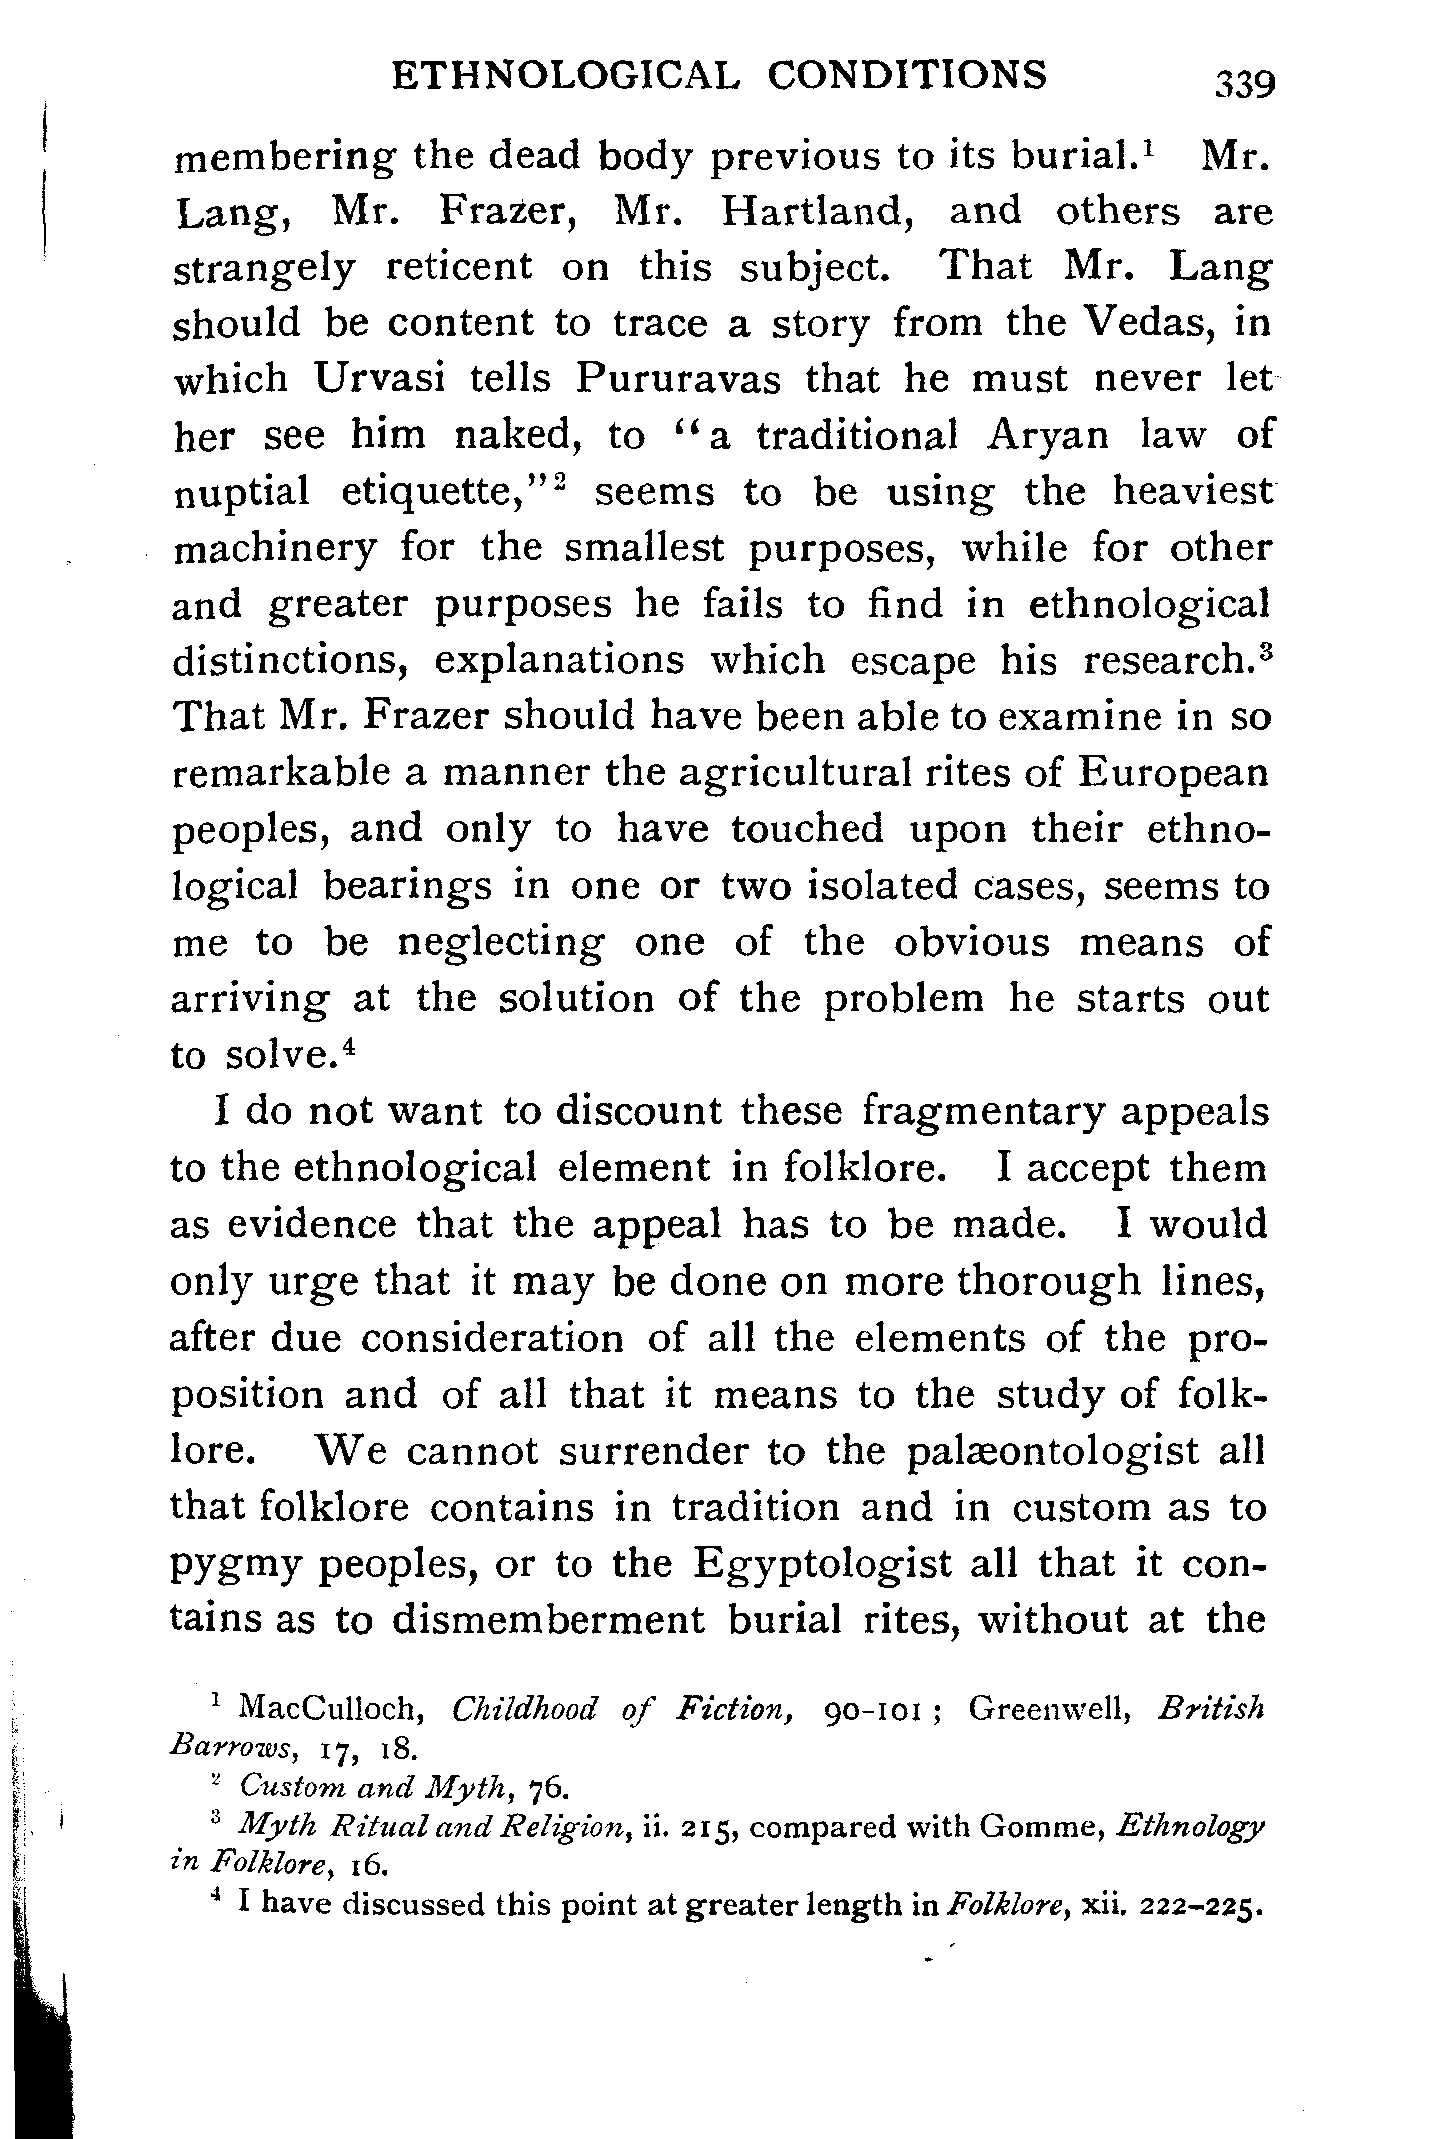 ETHNOLOGICAL CONDITIONS 339
membering the dead body previous to its burial.¹ Mr.
Lang, Mr. Frazer, Mr. Hartland, and others are
strangely reticent on this subject. That Mr. Lang
should be content to trace a story from the Vedas, in
which Urvasi tells Pururavas that he must never let
her see him naked, to “a traditional Aryan law of
nuptial etiquette,”² seems to be using the heaviest
machinery for the smallest purposes, while for other
and greater purposes he fails to find in ethnological
distinctions, explanations which escape his research.³
That Mr. Frazer should have been able to examine in so
remarkable a manner the agricultural rites of European
peoples, and only to have touched upon their ethno-
logical bearings in one or two isolated cases, seems to
me to be neglecting one of the obvious means of
arriving at the solution of the problem he starts out
to solve.⁴
I do not want to discount these fragmentary appeals
to the ethnological element in folklore. I accept them
as evidence that the appeal has to be made. I would
only urge that it may be done on more thorough lines,
after due consideration of all the elements of the pro-
position and of all that it means to the study of folk-
lore. We cannot surrender to the palæontologist all
that folklore contains in tradition and in custom as to
pygmy peoples, or to the Egyptologist all that it con-
tains as to dismemberment burial rites, without at the
¹ MacCulloch, Childhood of Fiction, 90-101; Greenwell, British
Barrows, 17, 18.
² Custom and Myth, 76.
³ Myth Ritual and Religion, ii. 215, compared with Gomme, Ethnology
in Folklore, 16.
⁴ I have discussed this point at greater length in Folklore, xii. 222-225.